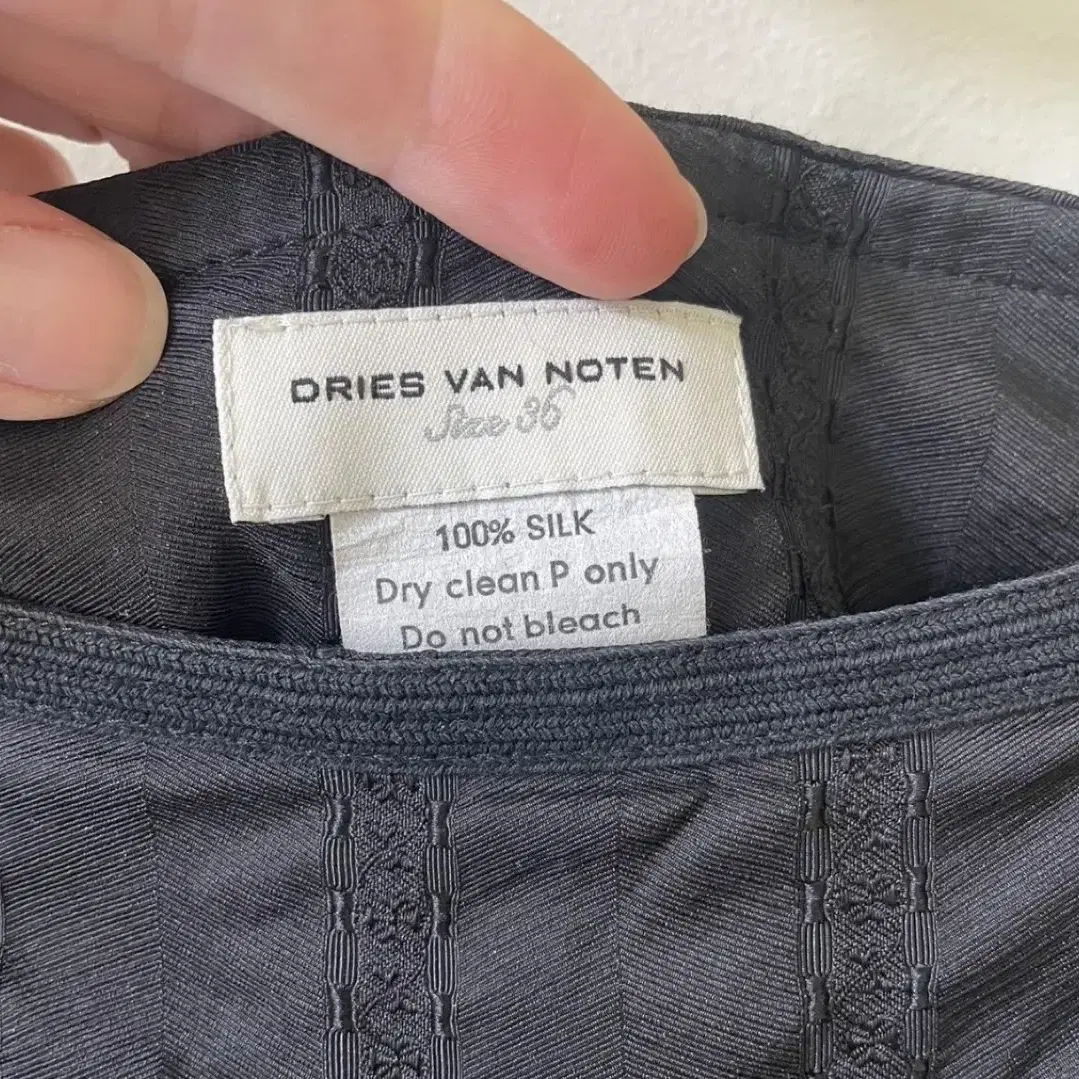 DRIES VAN NOTEN
Size 36
100% SILK
Dry clean P only
Do not bleach